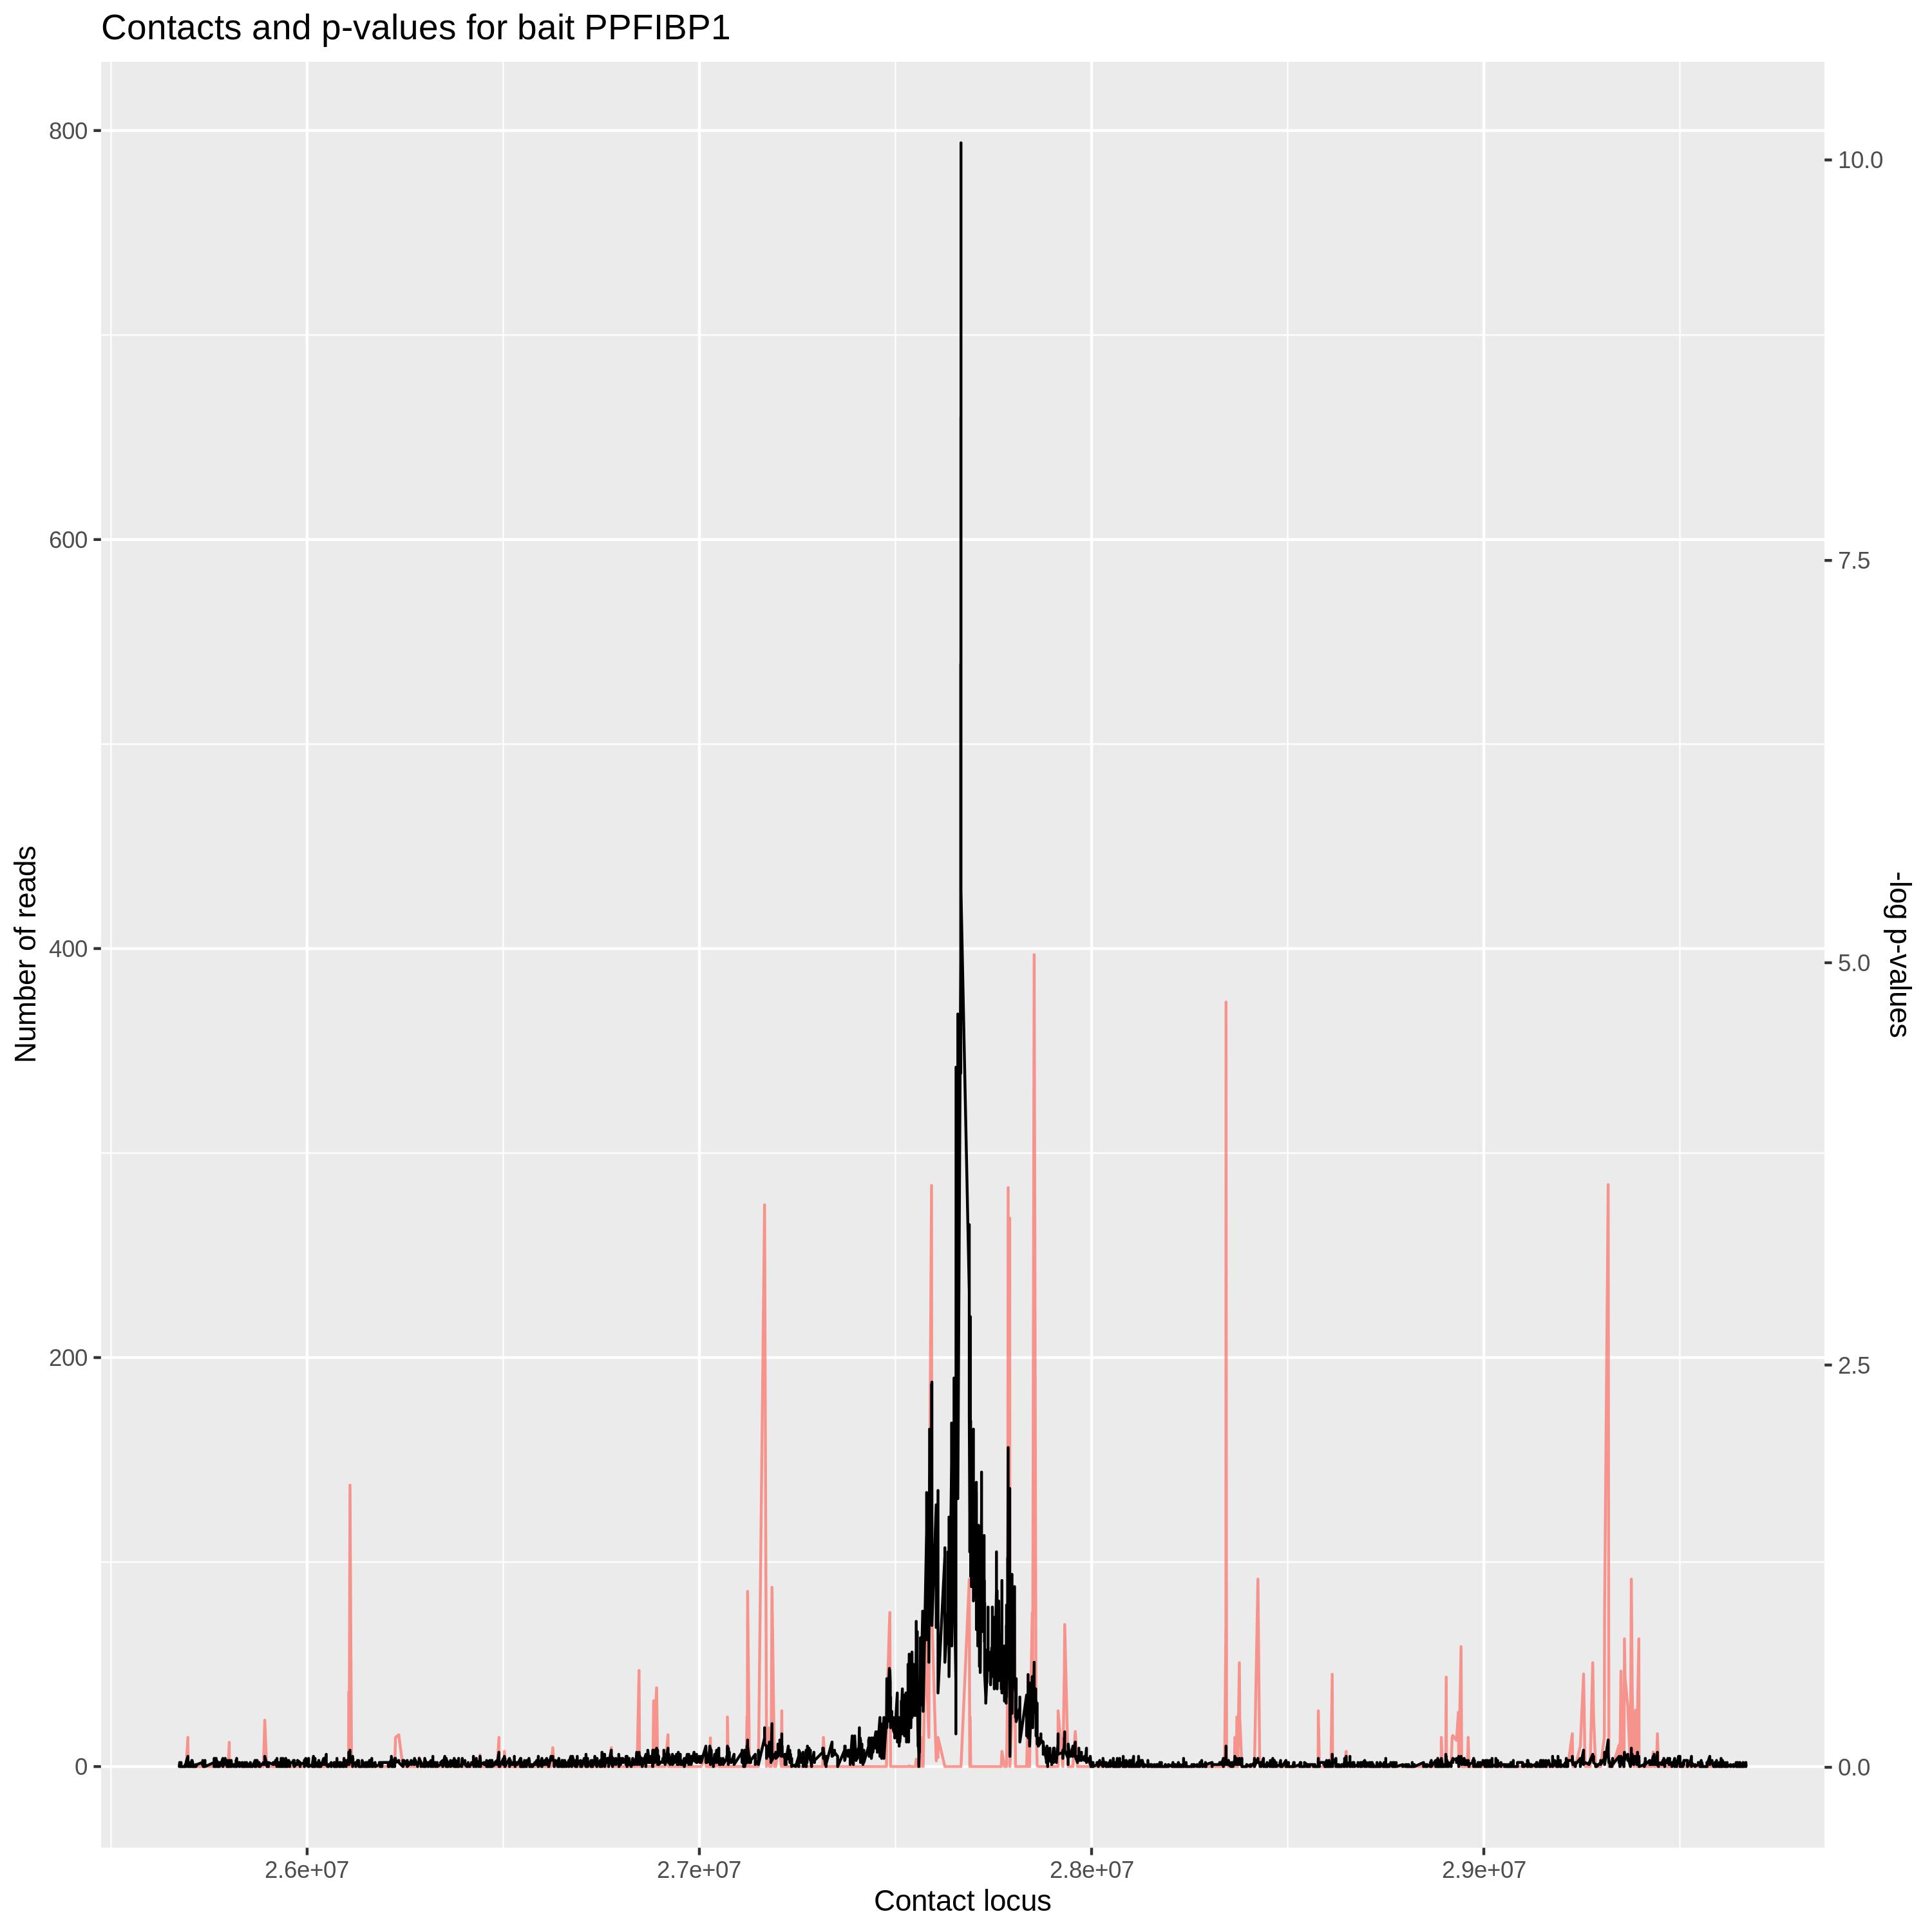 Contacts and p-values for bait PPFIBP1
800
600
400
200
0
Number of reads
10.0
7.5
5.0
2.5
0.0
-log p-values
2.6e+07
2.7e+07
2.8e+07
2.9e+07
Contact locus